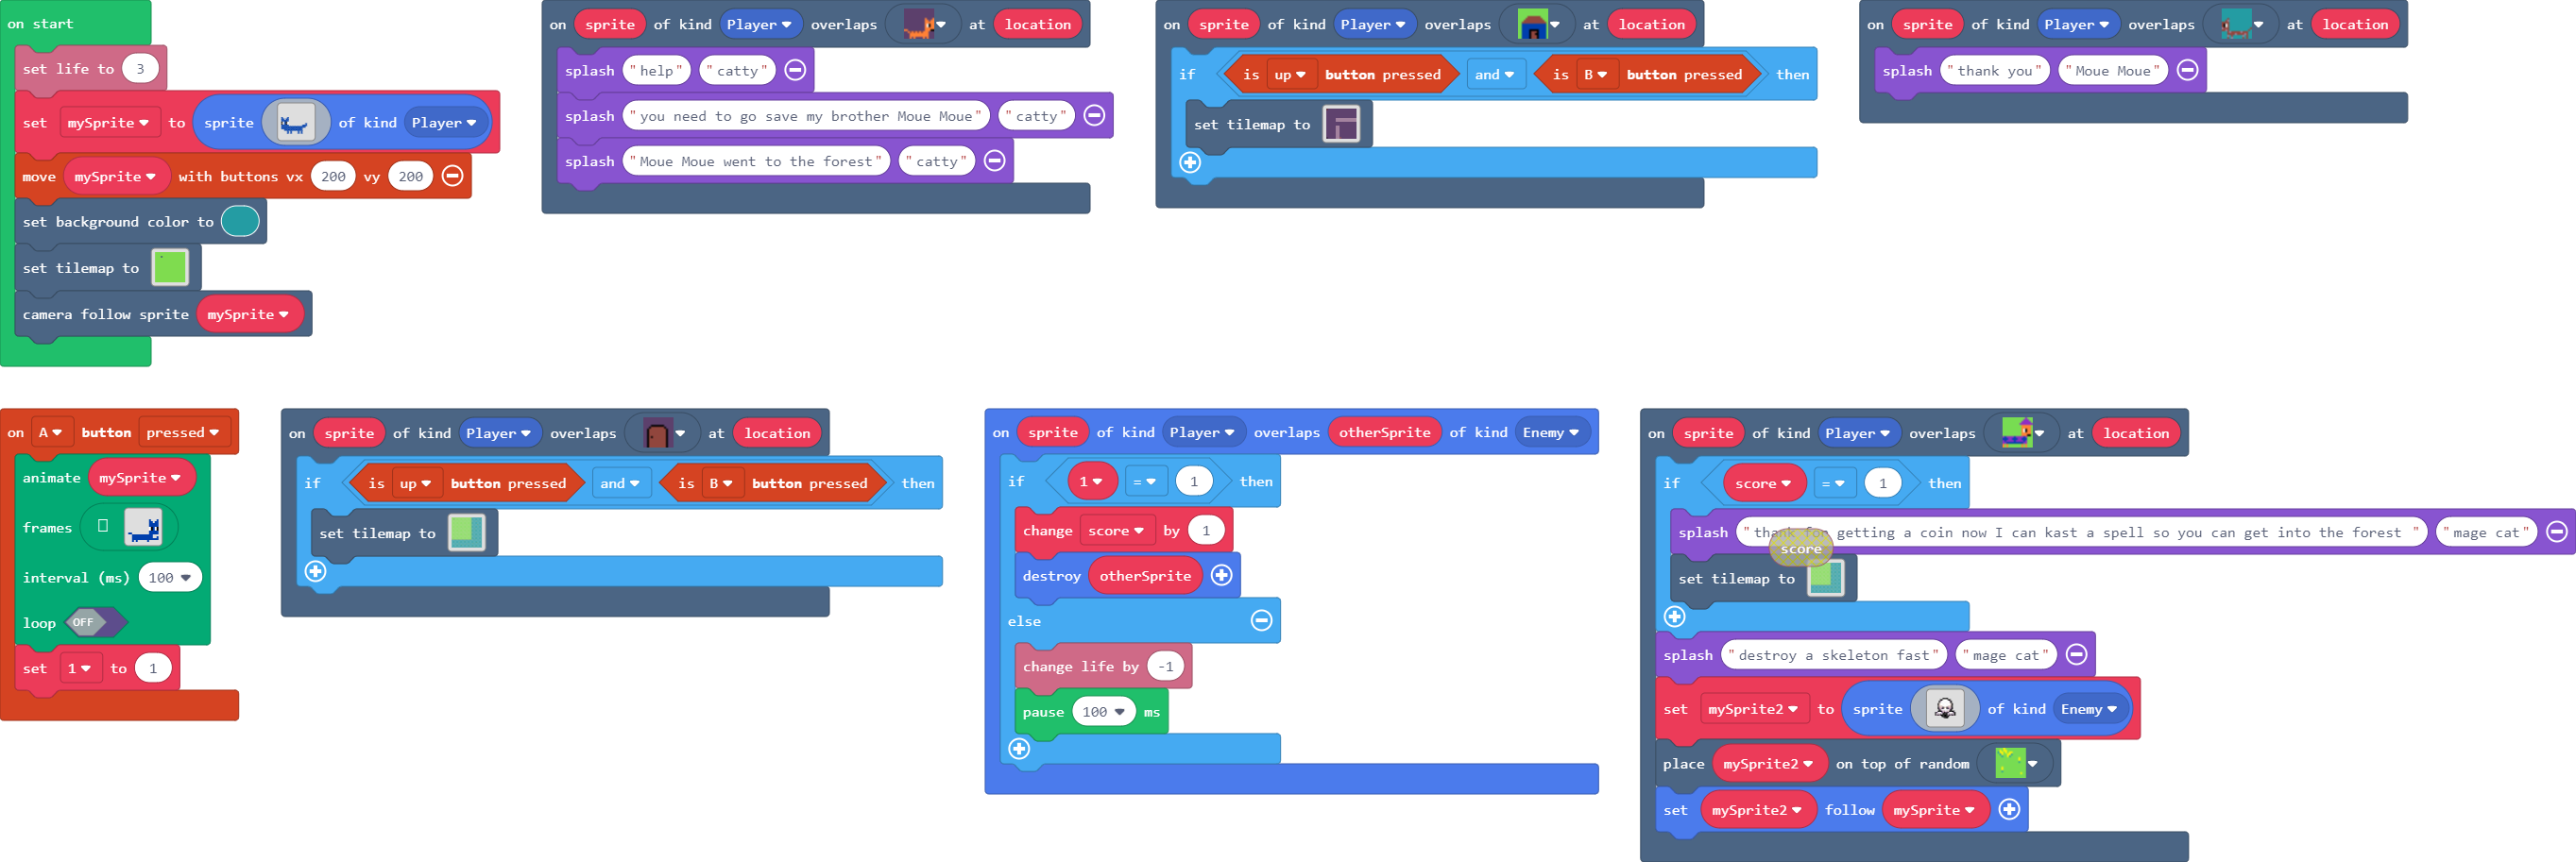 on start
set life to 3
set mySprite to sprite of kind Player
move mySprite with buttons vx 200 vy 200
set background color to
set tilemap to
camera follow sprite mySprite
on sprite of kind Player overlaps at location
splash "help" "catty"
splash "you need to go save my brother Moue Moue" "catty"
splash "Moue Moue went to the forest" "catty"
on sprite of kind Player overlaps at location
if is up button pressed and is B button pressed then
set tilemap to
on sprite of kind Player overlaps at location
splash "thank you" "Moue Moue"
on A button pressed
animate mySprite
frames
interval (ms) 100
loop OFF
set 1 to 1
on sprite of kind Player overlaps at location
if is up button pressed and is B button pressed then
set tilemap to
on sprite of kind Player overlaps otherSprite of kind Enemy
if 1 = 1 then
change score by 1
destroy otherSprite
else
change life by -1
pause 100 ms
on sprite of kind Player overlaps at location
if score = 1 then
splash "thank for getting a coin now I can kast a spell so you can get into the forest " "mage cat"
score
set tilemap to
splash "destroy a skeleton fast" "mage cat"
set mySprite2 to sprite of kind Enemy
place mySprite2 on top of random
set mySprite2 follow mySprite